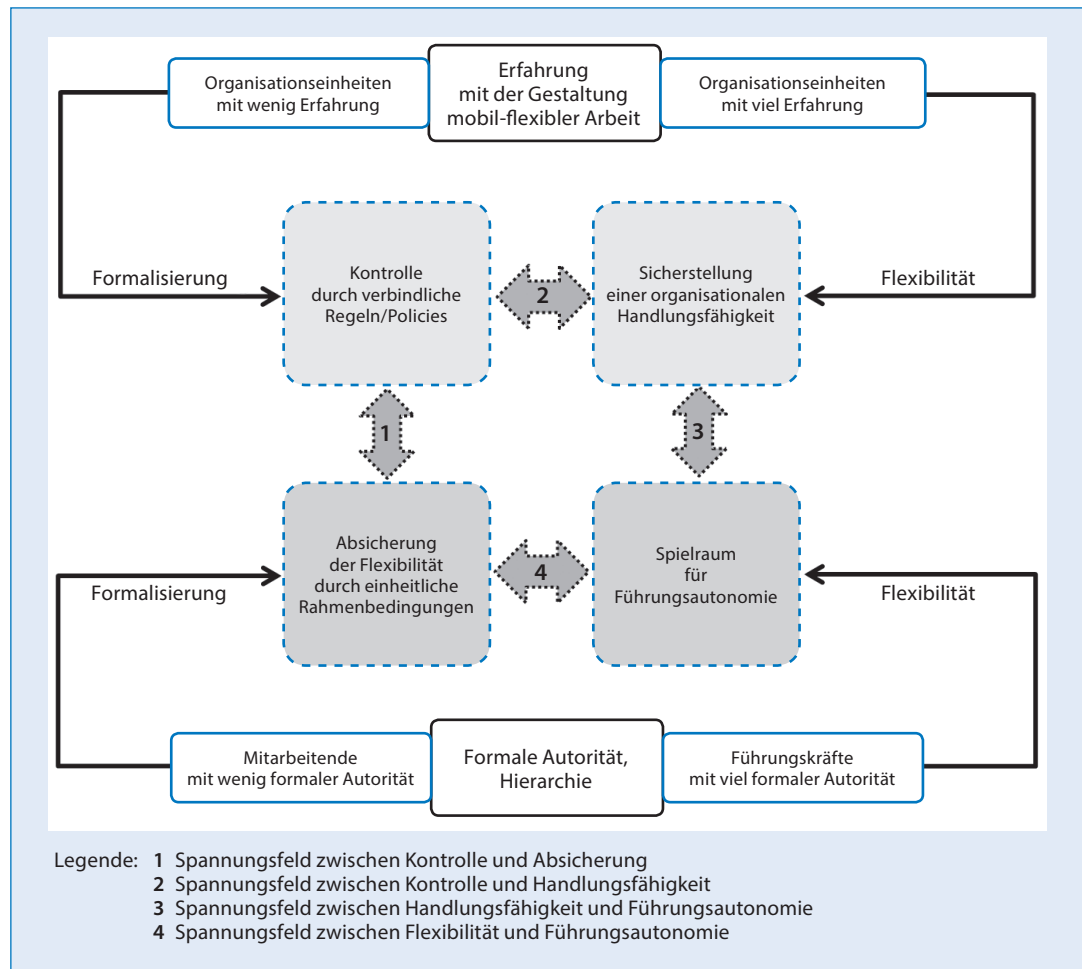 Organisationseinheiten
mit wenig Erfahrung
Erfahrung
mit der Gestaltung
mobil-flexibler Arbeit
Organisationseinheiten
mit viel Erfahrung
Formalisierung
Kontrolle
durch verbindliche
Regeln/Policies
2
Sicherstellung
einer organisationalen
Handlungsfähigkeit
Flexibilität
1
3
Formalisierung
Absicherung
der Flexibilität
durch einheitliche
Rahmenbedingungen
4
Spielraum
für
Führungsautonomie
Flexibilität
Mitarbeitende
mit wenig formaler Autorität
Formale Autorität,
Hierarchie
Führungskräfte
mit viel formaler Autorität
Legende: 1 Spannungsfeld zwischen Kontrolle und Absicherung
2 Spannungsfeld zwischen Kontrolle und Handlungsfähigkeit
3 Spannungsfeld zwischen Handlungsfähigkeit und Führungsautonomie
4 Spannungsfeld zwischen Flexibilität und Führungsautonomie